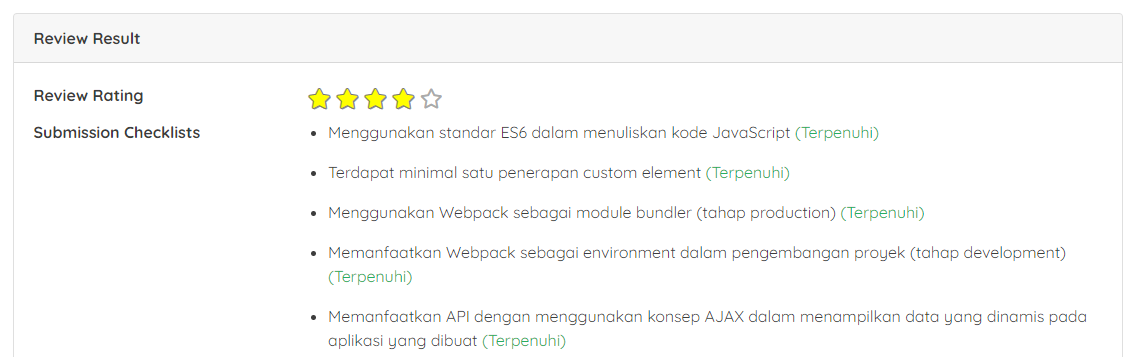 Review Result
Review Rating
Submission Checklists
Menggunakan standar ES6 dalam menuliskan kode JavaScript (Terpenuhi)
Terdapat minimal satu penerapan custom element (Terpenuhi)
Menggunakan Webpack sebagai module bundler (tahap production) (Terpenuhi)
Memanfaatkan Webpack sebagai environment dalam pengembangan proyek (tahap development)
(Terpenuhi)
Memanfaatkan API dengan menggunakan konsep AJAX dalam menampilkan data yang dinamis pada
aplikasi yang dibuat (Terpenuhi)